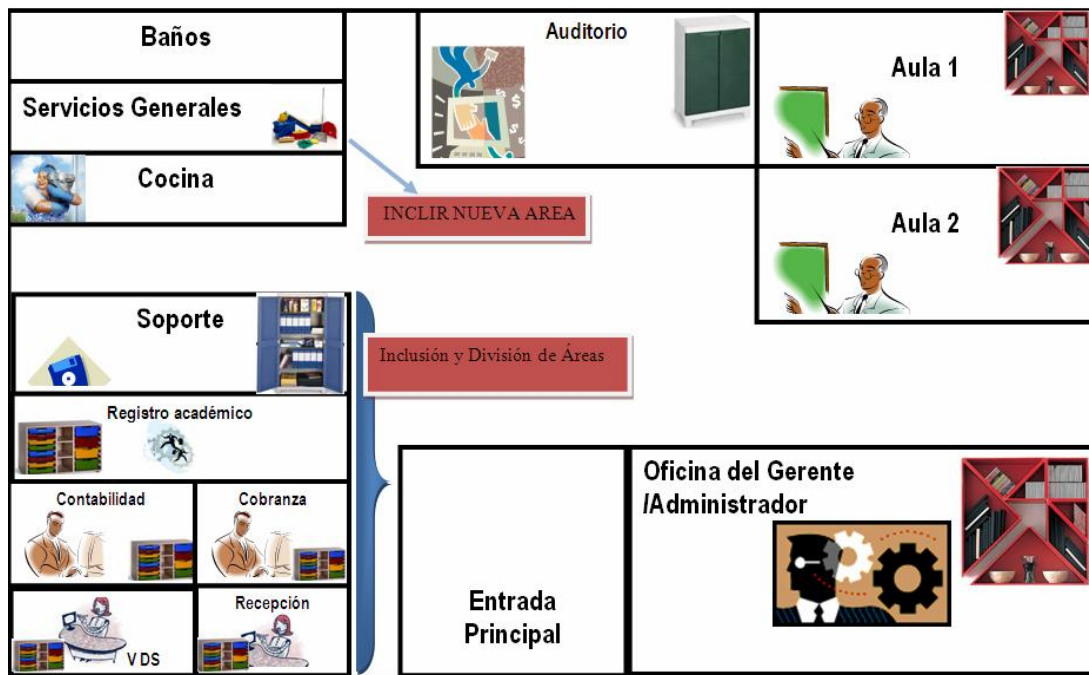 Baños
Servicios Generales
Cocina
INCLIR NUEVA AREA
Auditorio
Aula 1
Aula 2
Soporte
Registro académico
Contabilidad
Cobranza
V DS
Recepción
Inclusión y División de Áreas
Entrada
Principal
Oficina del Gerente
/Administrador